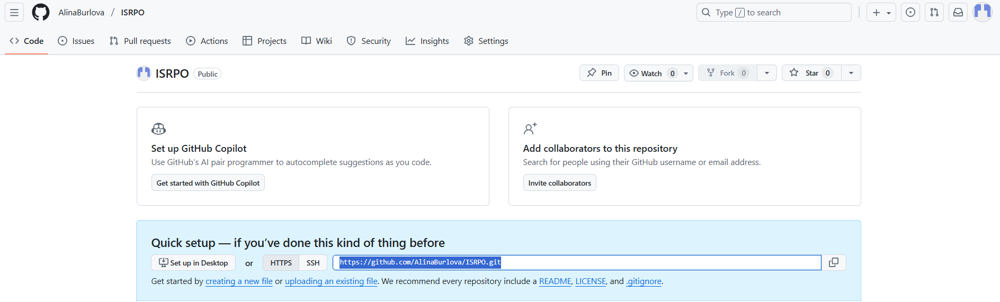 AlinaBurlova / ISRPO
Type / to search
Code Issues Pull requests Actions Projects Wiki Security Insights Settings
ISRPO Public
Pin Watch 0 Fork 0 Star 0
Set up GitHub Copilot
Use GitHub's AI pair programmer to autocomplete suggestions as you code.
Get started with GitHub Copilot
Add collaborators to this repository
Search for people using their GitHub username or email address.
Invite collaborators
Quick setup — if you've done this kind of thing before
Set up in Desktop or HTTPS SSH https://github.com/AlinaBurlova/ISRPO.git
Get started by creating a new file or uploading an existing file. We recommend every repository include a README, LICENSE, and .gitignore.